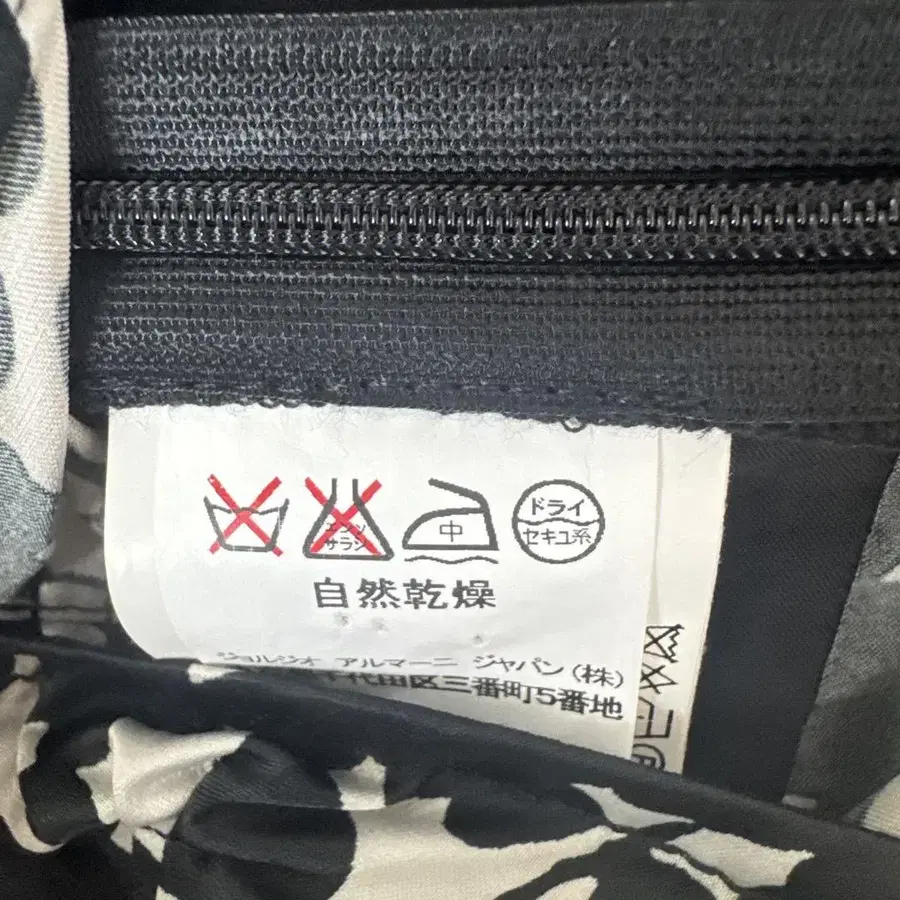 エンソ
サラシ
中
ドライ
セキユ系
自然乾燥
ジョルジオ アルマーニ ジャパン(株)
千代田区三番町5番地